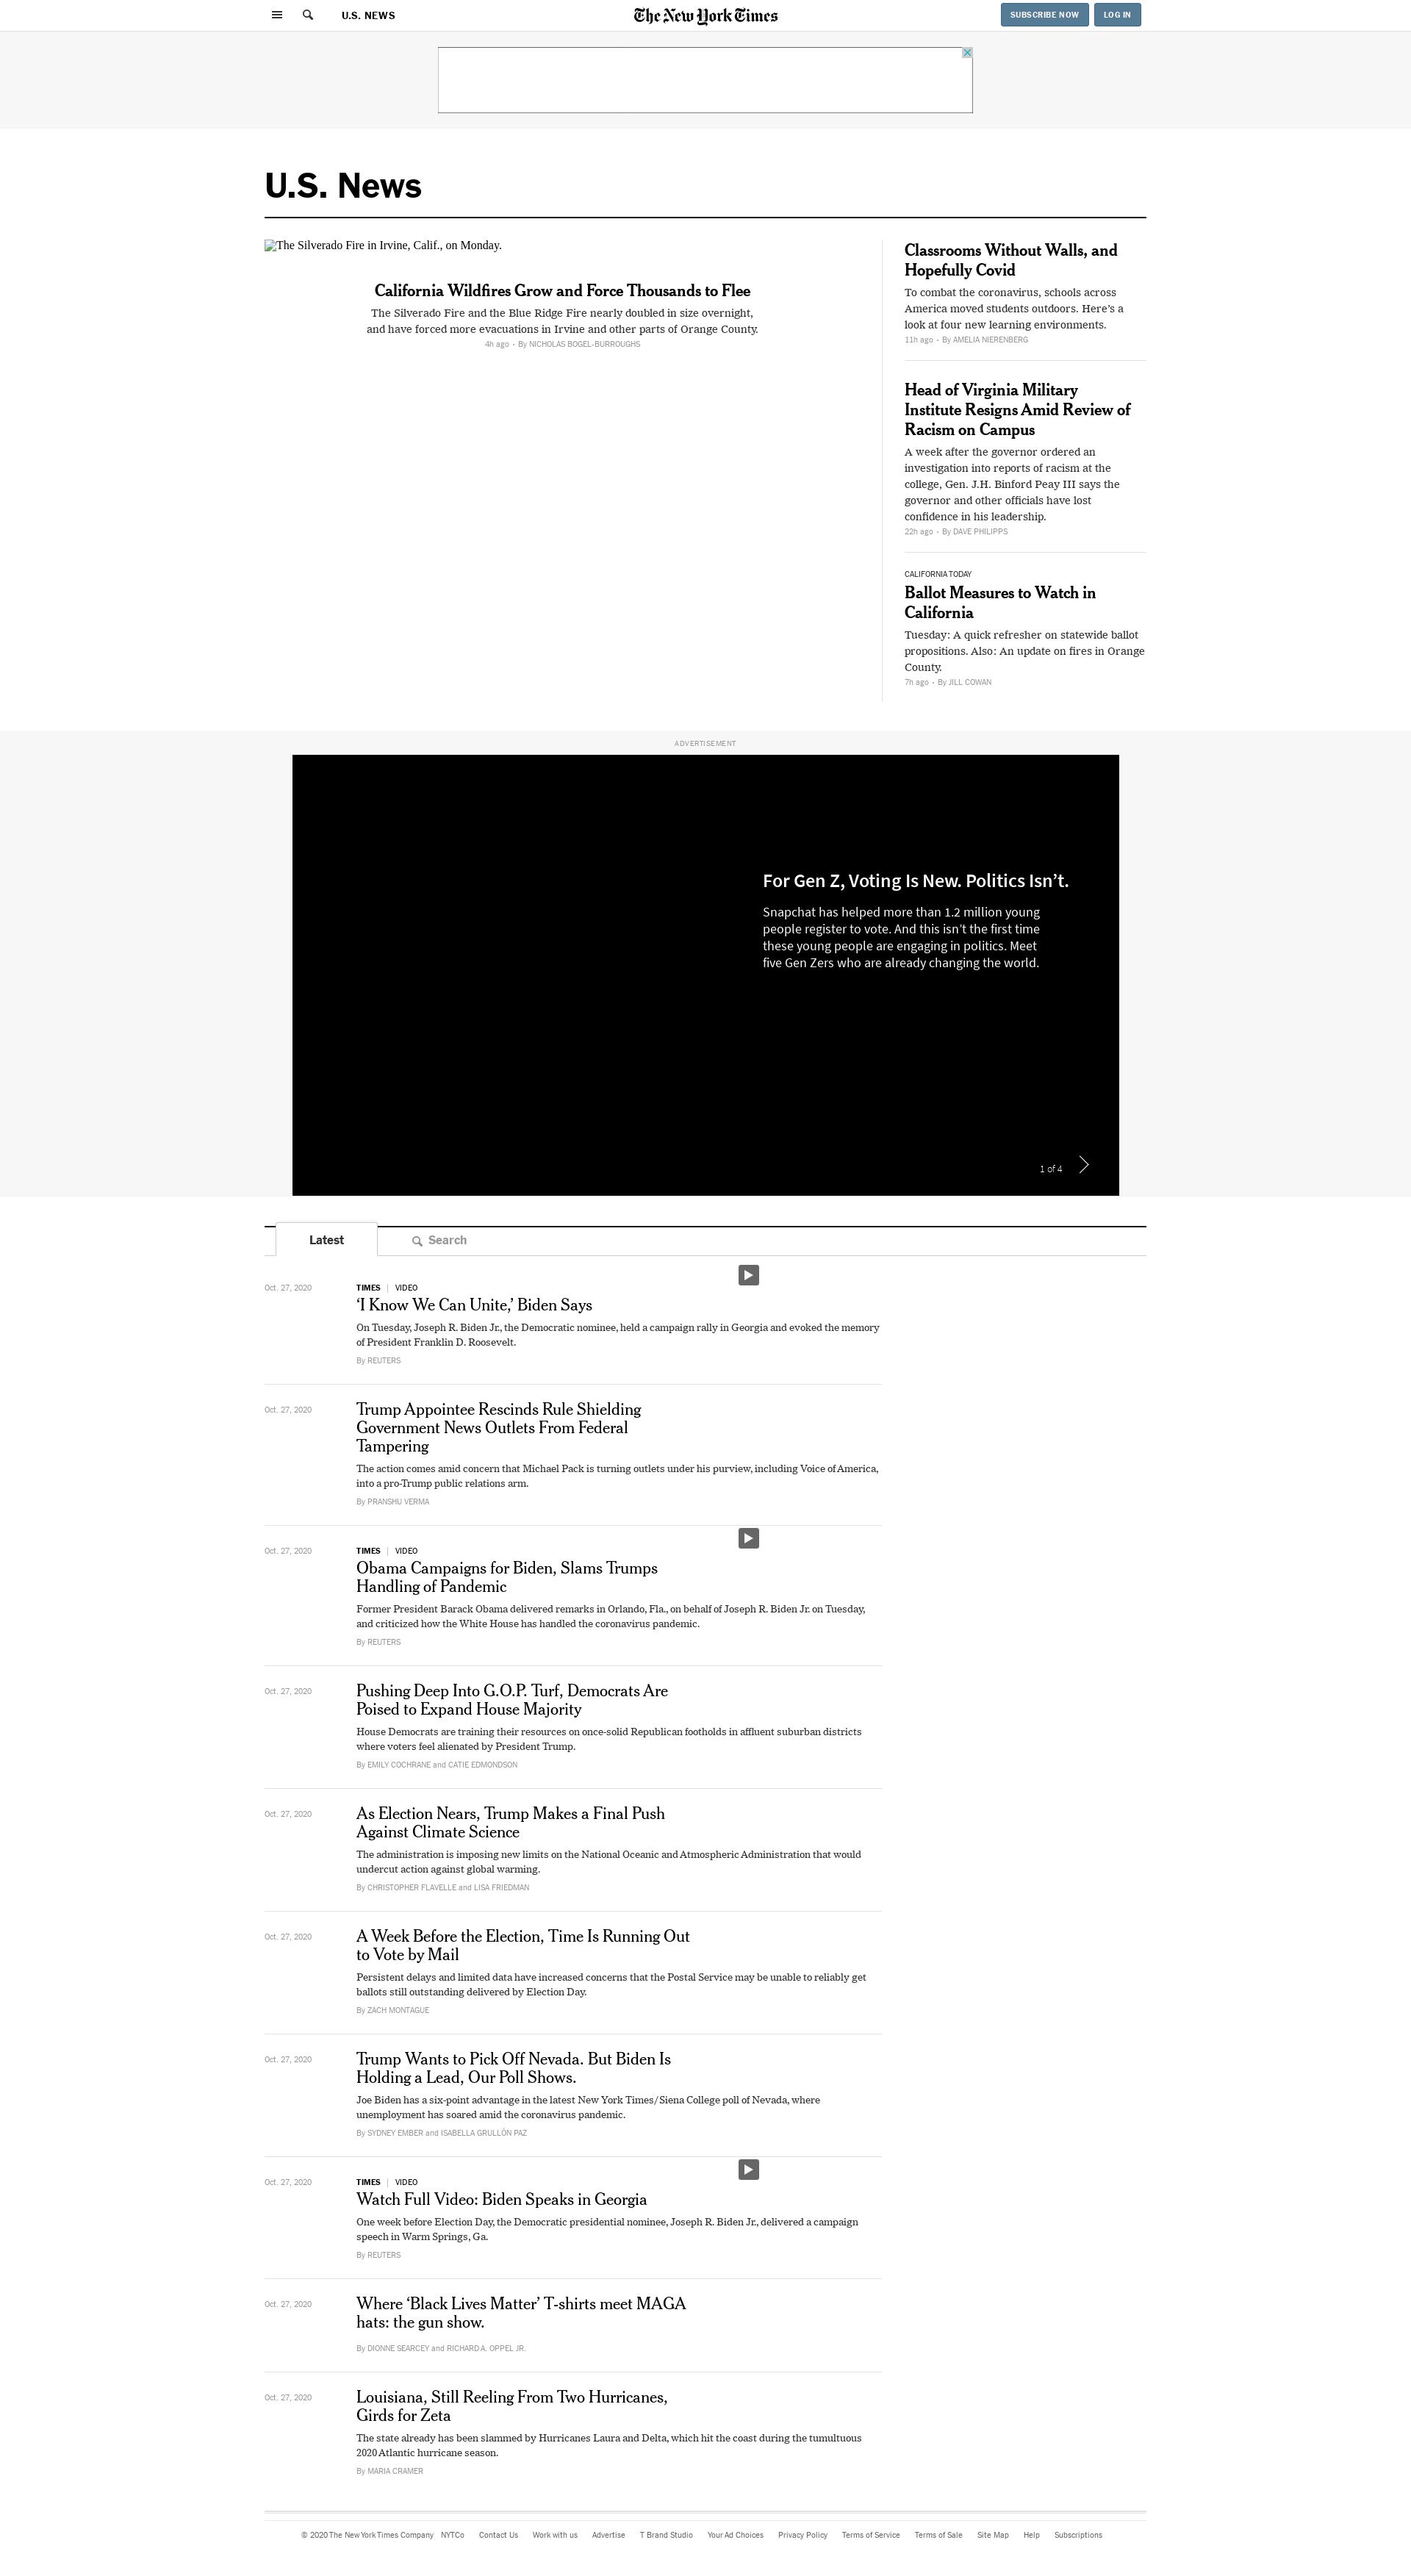 U.S. NEWS
The New York Times
SUBSCRIBE NOW
LOG IN
U.S. News
The Silverado Fire in Irvine, Calif., on Monday.
California Wildfires Grow and Force Thousands to Flee
The Silverado Fire and the Blue Ridge Fire nearly doubled in size overnight,
and have forced more evacuations in Irvine and other parts of Orange County.
4h ago • By NICHOLAS BOGEL-BURROUGHS
Classrooms Without Walls, and
Hopefully Covid
To combat the coronavirus, schools across
America moved students outdoors. Here’s a
look at four new learning environments.
11h ago • By AMELIA NIERENBERG
Head of Virginia Military
Institute Resigns Amid Review of
Racism on Campus
A week after the governor ordered an
investigation into reports of racism at the
college, Gen. J.H. Binford Peay III says the
governor and other officials have lost
confidence in his leadership.
22h ago • By DAVE PHILIPPS
CALIFORNIA TODAY
Ballot Measures to Watch in
California
Tuesday: A quick refresher on statewide ballot
propositions. Also: An update on fires in Orange
County.
7h ago • By JILL COWAN
ADVERTISEMENT
For Gen Z, Voting Is New. Politics Isn’t.
Snapchat has helped more than 1.2 million young
people register to vote. And this isn’t the first time
these young people are engaging in politics. Meet
five Gen Zers who are already changing the world.
1 of 4
Latest
Search
Oct. 27, 2020
TIMES | VIDEO
‘I Know We Can Unite,’ Biden Says
On Tuesday, Joseph R. Biden Jr., the Democratic nominee, held a campaign rally in Georgia and evoked the memory
of President Franklin D. Roosevelt.
By REUTERS
Oct. 27, 2020
Trump Appointee Rescinds Rule Shielding
Government News Outlets From Federal
Tampering
The action comes amid concern that Michael Pack is turning outlets under his purview, including Voice of America,
into a pro-Trump public relations arm.
By PRANSHU VERMA
Oct. 27, 2020
TIMES | VIDEO
Obama Campaigns for Biden, Slams Trumps
Handling of Pandemic
Former President Barack Obama delivered remarks in Orlando, Fla., on behalf of Joseph R. Biden Jr. on Tuesday,
and criticized how the White House has handled the coronavirus pandemic.
By REUTERS
Oct. 27, 2020
Pushing Deep Into G.O.P. Turf, Democrats Are
Poised to Expand House Majority
House Democrats are training their resources on once-solid Republican footholds in affluent suburban districts
where voters feel alienated by President Trump.
By EMILY COCHRANE and CATIE EDMONDSON
Oct. 27, 2020
As Election Nears, Trump Makes a Final Push
Against Climate Science
The administration is imposing new limits on the National Oceanic and Atmospheric Administration that would
undercut action against global warming.
By CHRISTOPHER FLAVELLE and LISA FRIEDMAN
Oct. 27, 2020
A Week Before the Election, Time Is Running Out
to Vote by Mail
Persistent delays and limited data have increased concerns that the Postal Service may be unable to reliably get
ballots still outstanding delivered by Election Day.
By ZACH MONTAGUE
Oct. 27, 2020
Trump Wants to Pick Off Nevada. But Biden Is
Holding a Lead, Our Poll Shows.
Joe Biden has a six-point advantage in the latest New York Times/Siena College poll of Nevada, where
unemployment has soared amid the coronavirus pandemic.
By SYDNEY EMBER and ISABELLA GRULLÓN PAZ
Oct. 27, 2020
TIMES | VIDEO
Watch Full Video: Biden Speaks in Georgia
One week before Election Day, the Democratic presidential nominee, Joseph R. Biden Jr., delivered a campaign
speech in Warm Springs, Ga.
By REUTERS
Oct. 27, 2020
Where ‘Black Lives Matter’ T-shirts meet MAGA
hats: the gun show.
By DIONNE SEARCEY and RICHARD A. OPPEL JR.
Oct. 27, 2020
Louisiana, Still Reeling From Two Hurricanes,
Girds for Zeta
The state already has been slammed by Hurricanes Laura and Delta, which hit the coast during the tumultuous
2020 Atlantic hurricane season.
By MARIA CRAMER
© 2020 The New York Times Company NYTCo Contact Us Work with us Advertise T Brand Studio Your Ad Choices Privacy Policy Terms of Service Terms of Sale Site Map Help Subscriptions